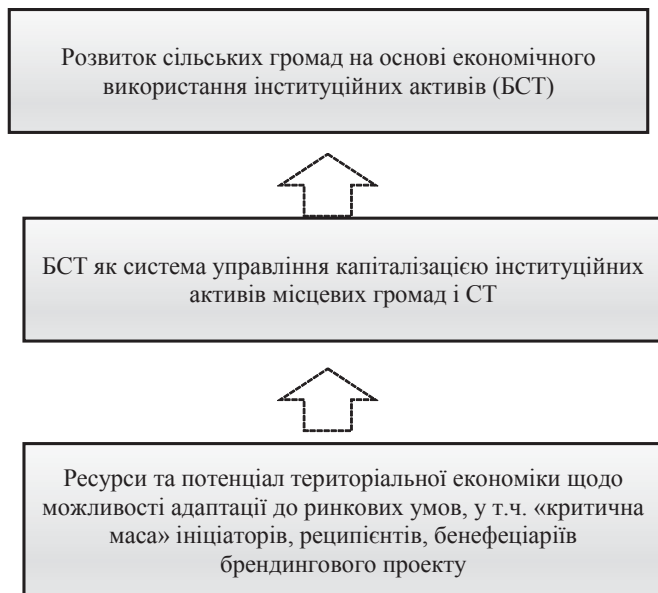 Розвиток сільських громад на основі економічного
використання інституційних активів (БСТ)
БСТ як система управління капіталізацією інституційних
активів місцевих громад і СТ
Ресурси та потенціал територіальної економіки щодо
можливості адаптації до ринкових умов, у т.ч. «критична
маса» ініціаторів, реципієнтів, бенефеціаріїв
брендингового проекту